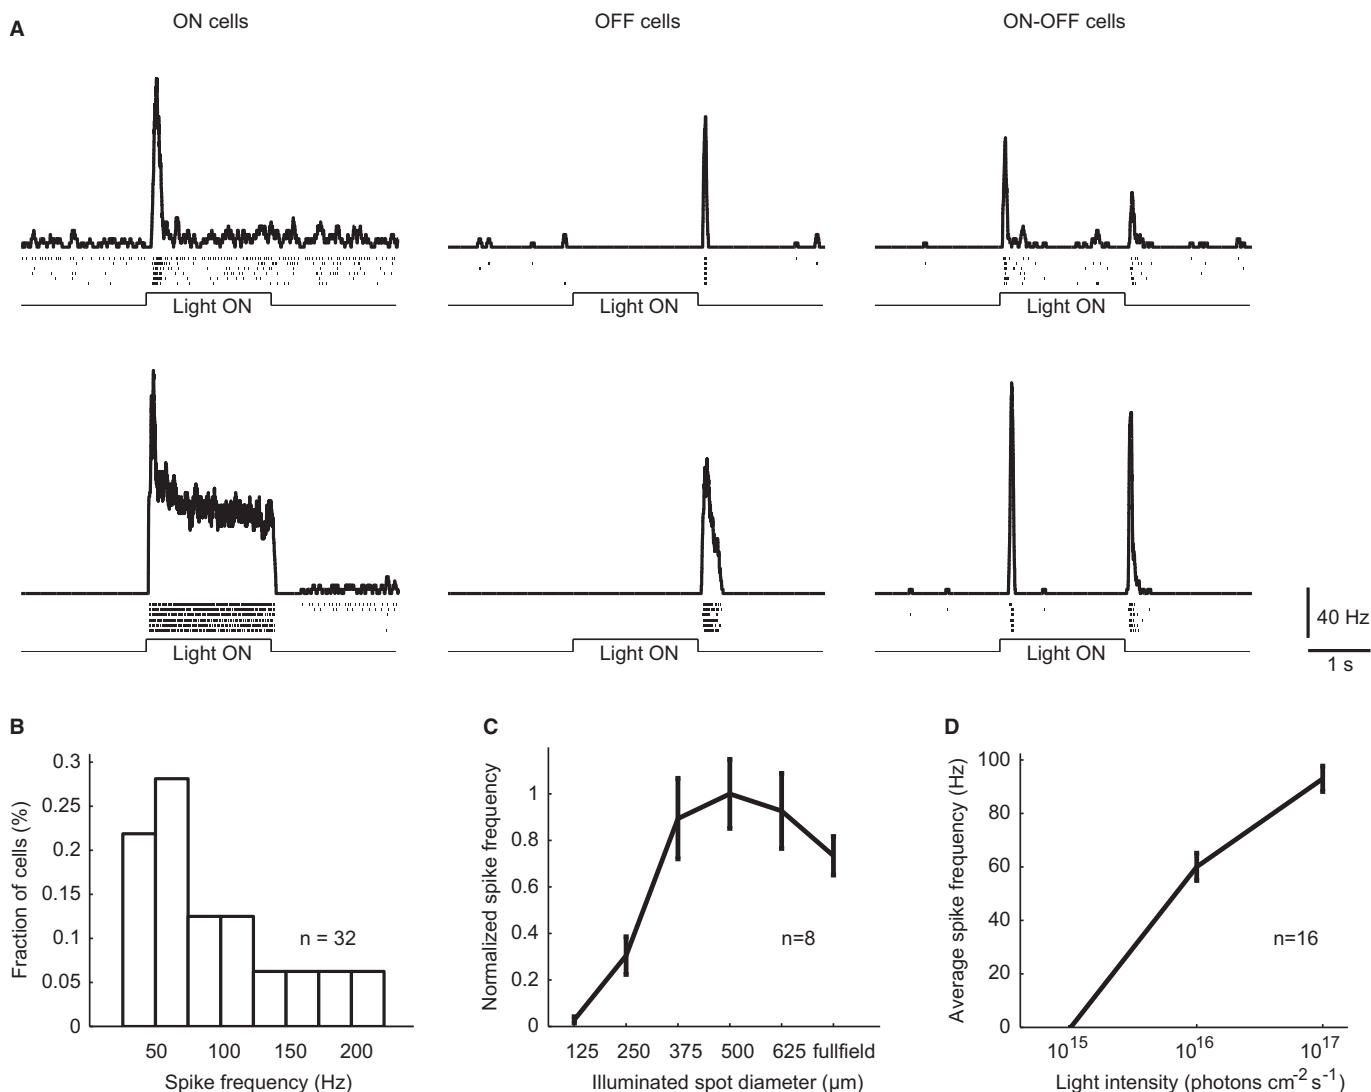 A
ON cells
OFF cells
ON-OFF cells
Light ON
Light ON
Light ON
Light ON
Light ON
Light ON
40 Hz
1 s
B
Fraction of cells (%)
0.3
0.25
0.2
0.15
0.1
0.05
0
n = 32
50 100 150 200
Spike frequency (Hz)
C
Normalized spike frequency
1
0.8
0.6
0.4
0.2
0
n=8
125 250 375 500 625 fullfield
Illuminated spot diameter (µm)
D
Average spike frequency (Hz)
100
80
60
40
20
0
n=16
10^15 10^16 10^17
Light intensity (photons cm^-2 s^-1)